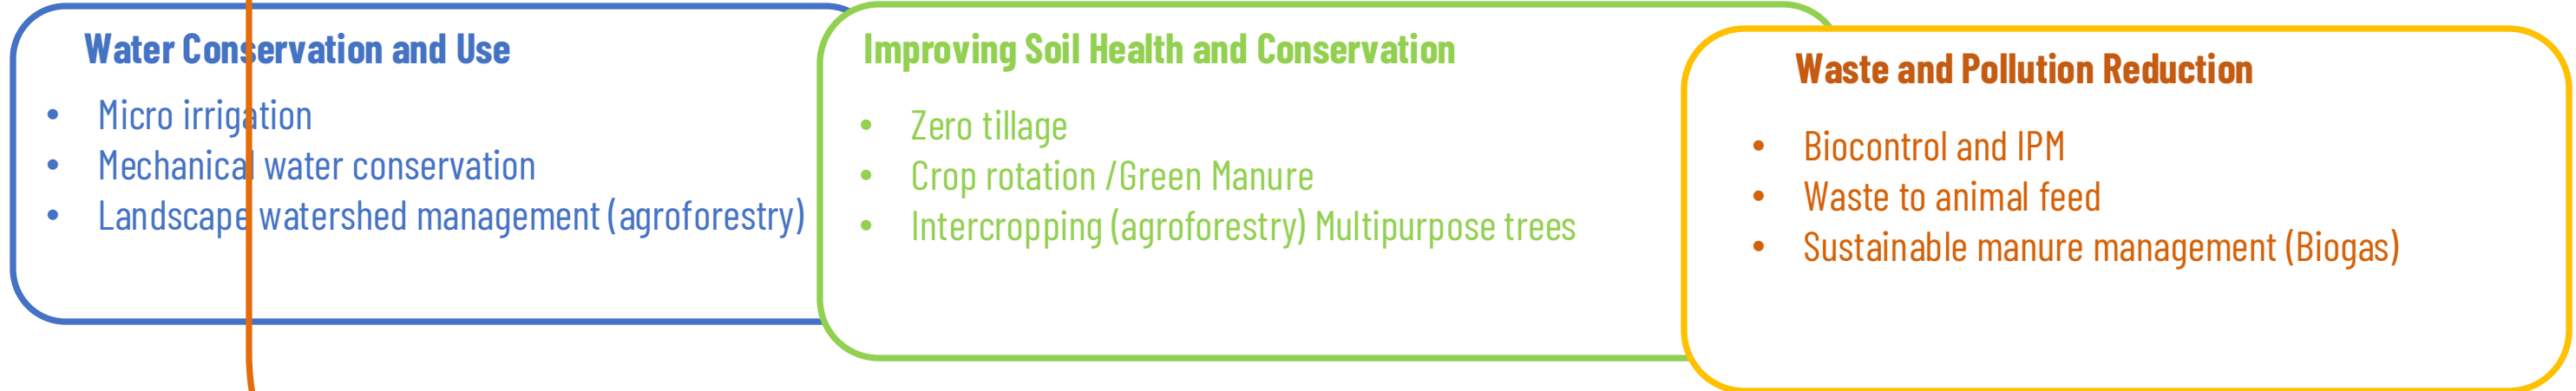 Water Conservation and Use
• Micro irrigation
• Mechanical water conservation
• Landscape watershed management (agroforestry)
Improving Soil Health and Conservation
• Zero tillage
• Crop rotation /Green Manure
• Intercropping (agroforestry) Multipurpose trees
Waste and Pollution Reduction
• Biocontrol and IPM
• Waste to animal feed
• Sustainable manure management (Biogas)